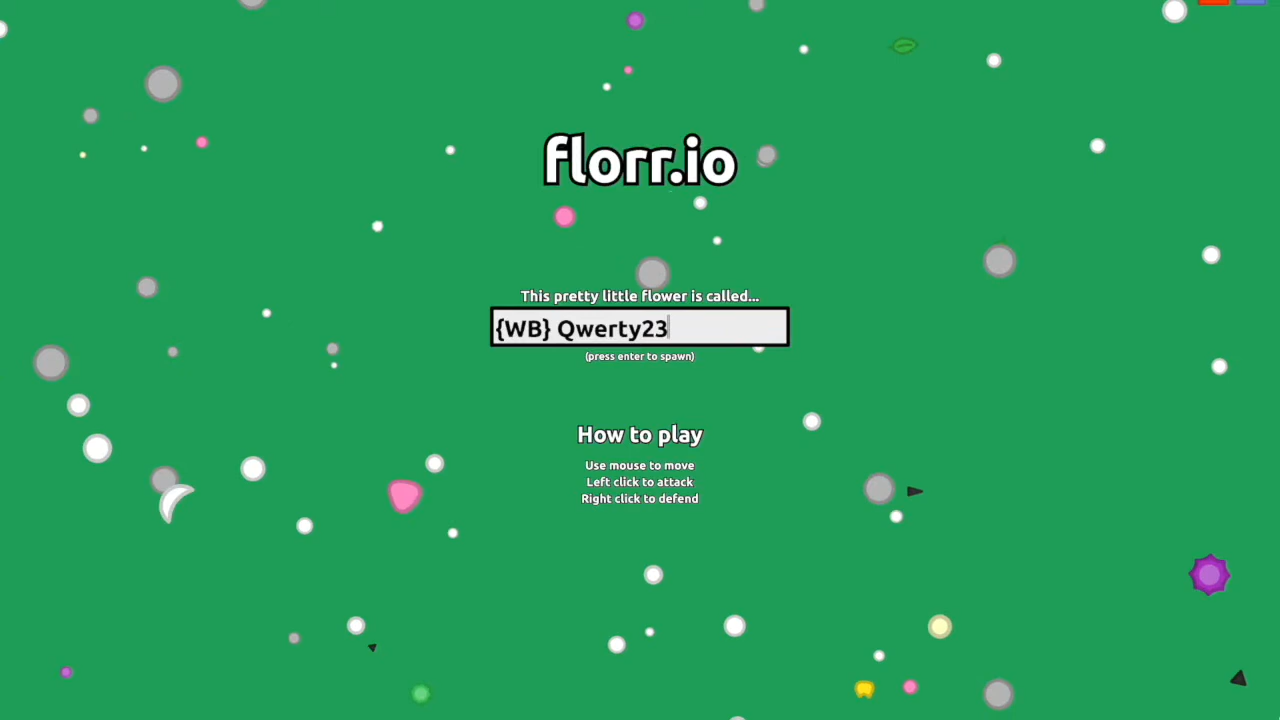 florr.io
This pretty little flower is called...
{WB} Qwerty23
(press enter to spawn)
How to play
Use mouse to move
Left click to attack
Right click to defend